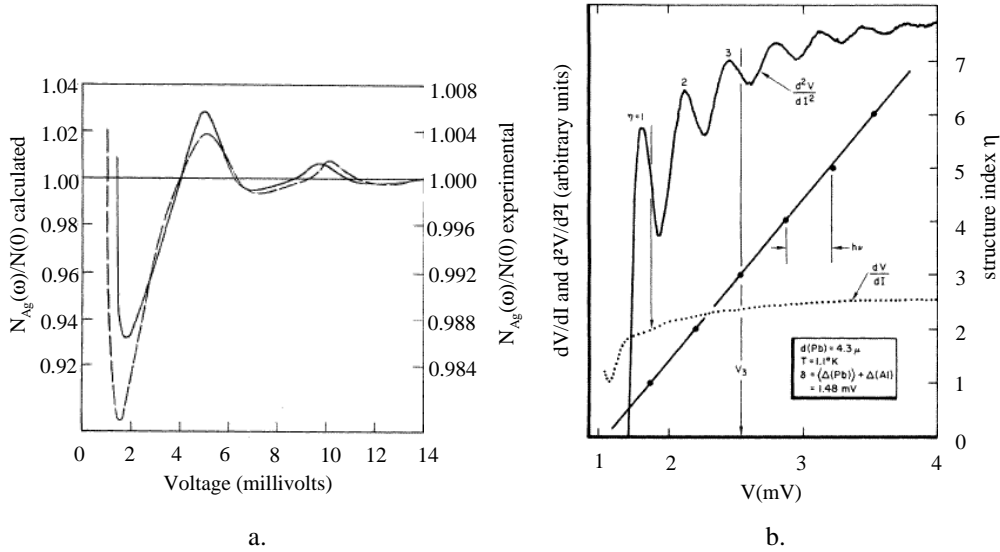 N_Ag(ω)/N(0) calculated
1.04
1.02
1.00
0.98
0.96
0.94
0.92
1.008
1.004
1.000
0.996
0.992
0.988
0.984
N_Ag(ω)/N(0) experimental
0 2 4 6 8 10 12 14
Voltage (millivolts)
a.
dV/dI and d²V/d²I (arbitrary units)
η=1
2
3
d²V
dI²
hν
dV
dI
V₃
d(Pb)=4.3μ
T=1.1°K
δ=⟨Δ(Pb)⟩+Δ(Al)
=1.48 mV
7
6
5
4
3
2
1
0
structure index η
1 2 3 4
V(mV)
b.